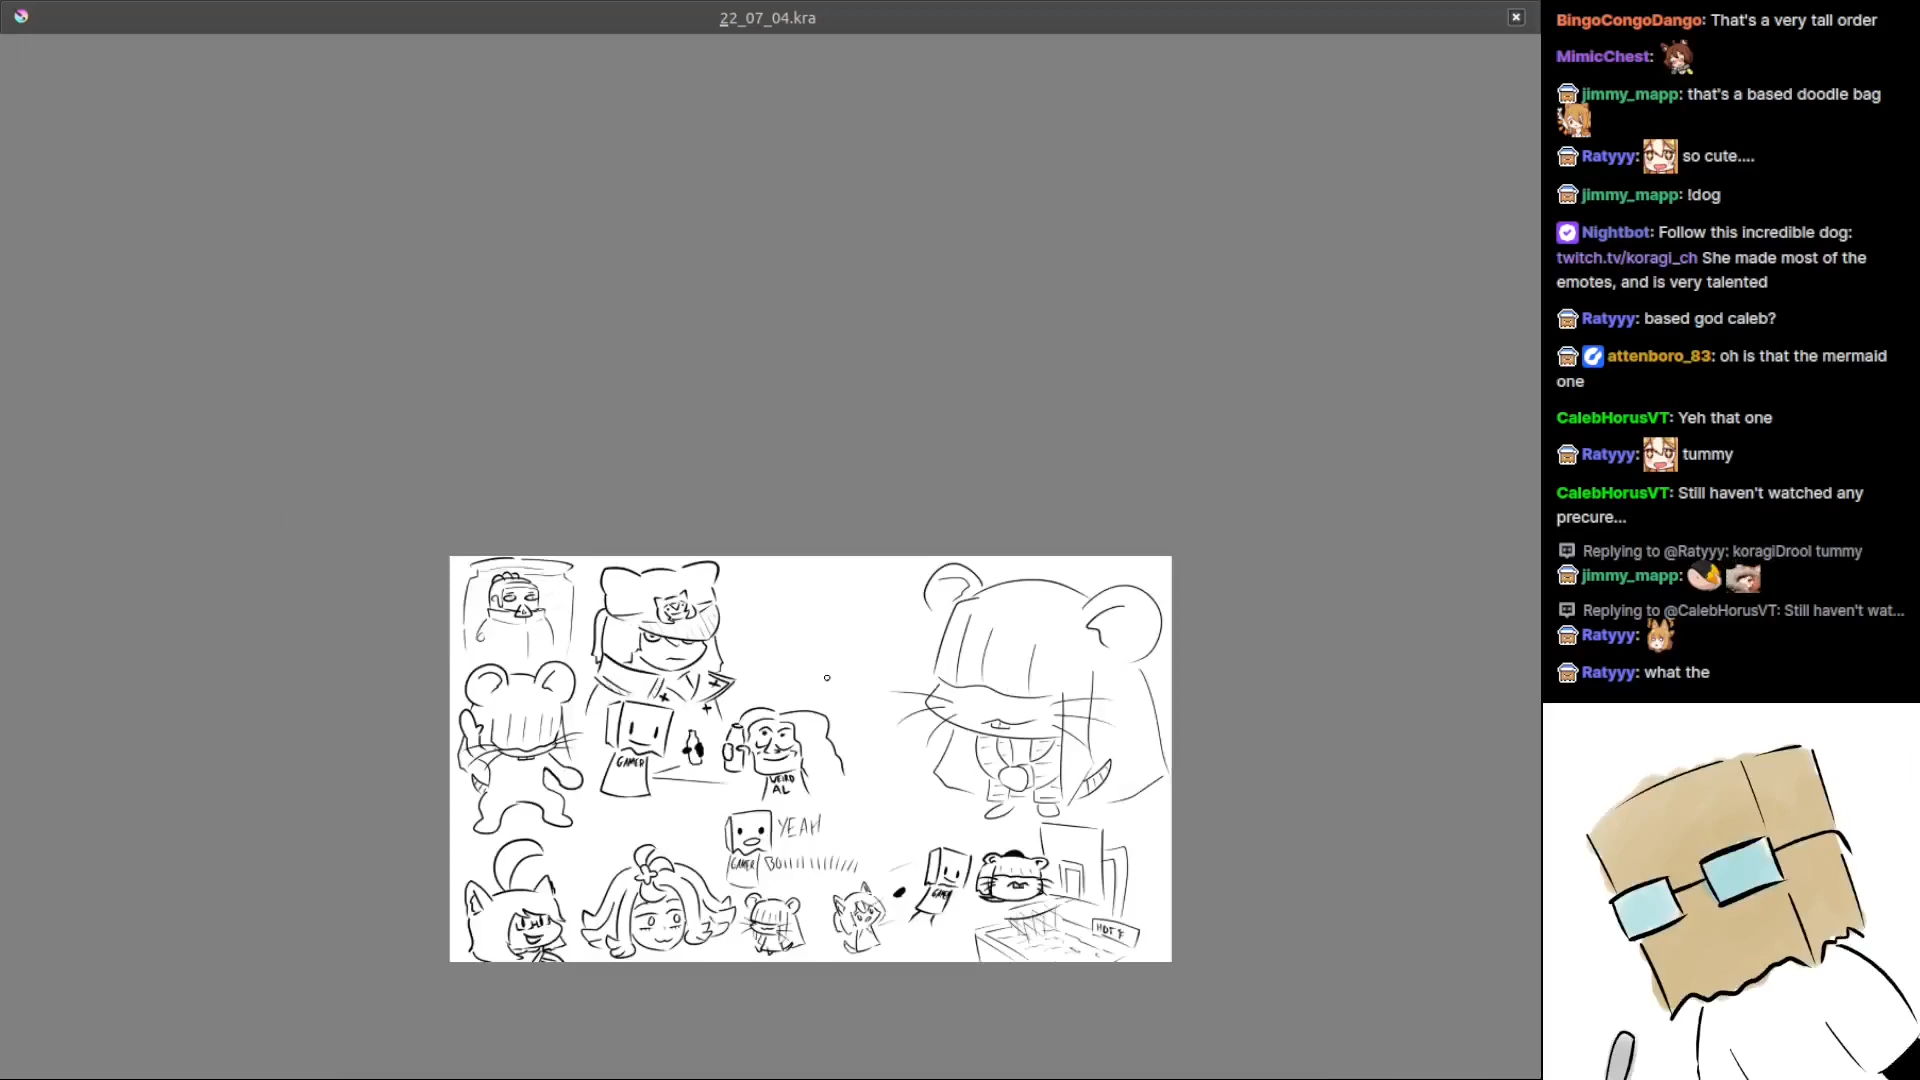 22_07_04.kra
BingoCongoDango: That's a very tall order
MimicChest:
jimmy_mapp: that's a based doodle bag
Ratyyy: so cute....
jimmy_mapp: !dog
Nightbot: Follow this incredible dog:
twitch.tv/koragi_ch She made most of the
emotes, and is very talented
Ratyyy: based god caleb?
attenboro_83: oh is that the mermaid
one
CalebHorusVT: Yeh that one
Ratyyy: tummy
CalebHorusVT: Still haven't watched any
precure...
Replying to @Ratyyy: koragiDrool tummy
jimmy_mapp:
Replying to @CalebHorusVT: Still haven't wat...
Ratyyy:
Ratyyy: what the
GAMER
WEIRD
AL
YEAH
GAMER
GAMER